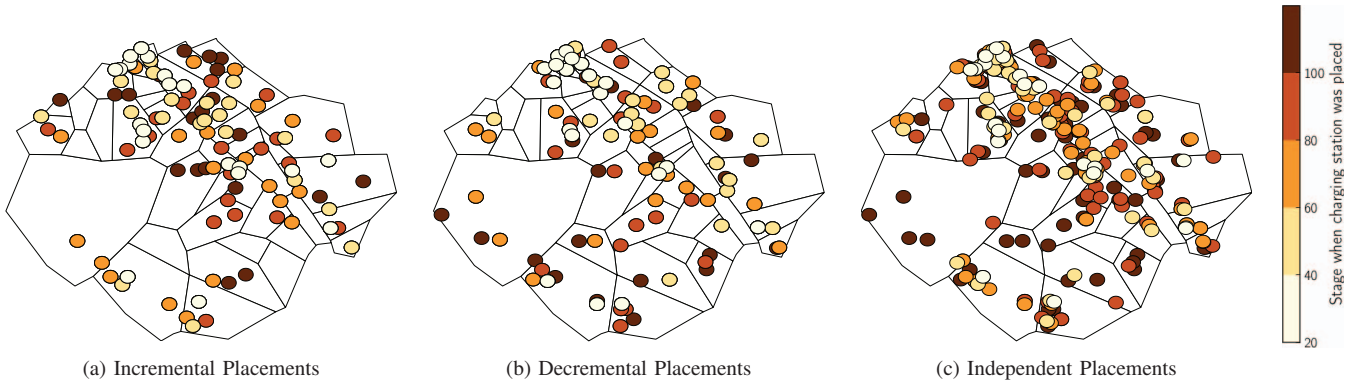 100
80
60
40
20
Stage when charging station was placed
(a) Incremental Placements
(b) Decremental Placements
(c) Independent Placements